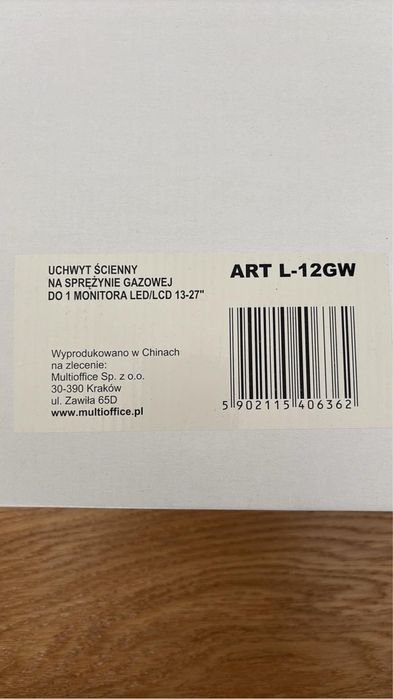 UCHWYT ŚCIENNY
NA SPRĘŻYNIE GAZOWEJ
DO 1 MONITORA LED/LCD 13-27"
ART L-12GW
Wyprodukowano w Chinach
na zlecenie:
Multioffice Sp. z o.o.
30-390 Kraków
ul. Zawiła 65D
www.multioffice.pl
5 902115 406362